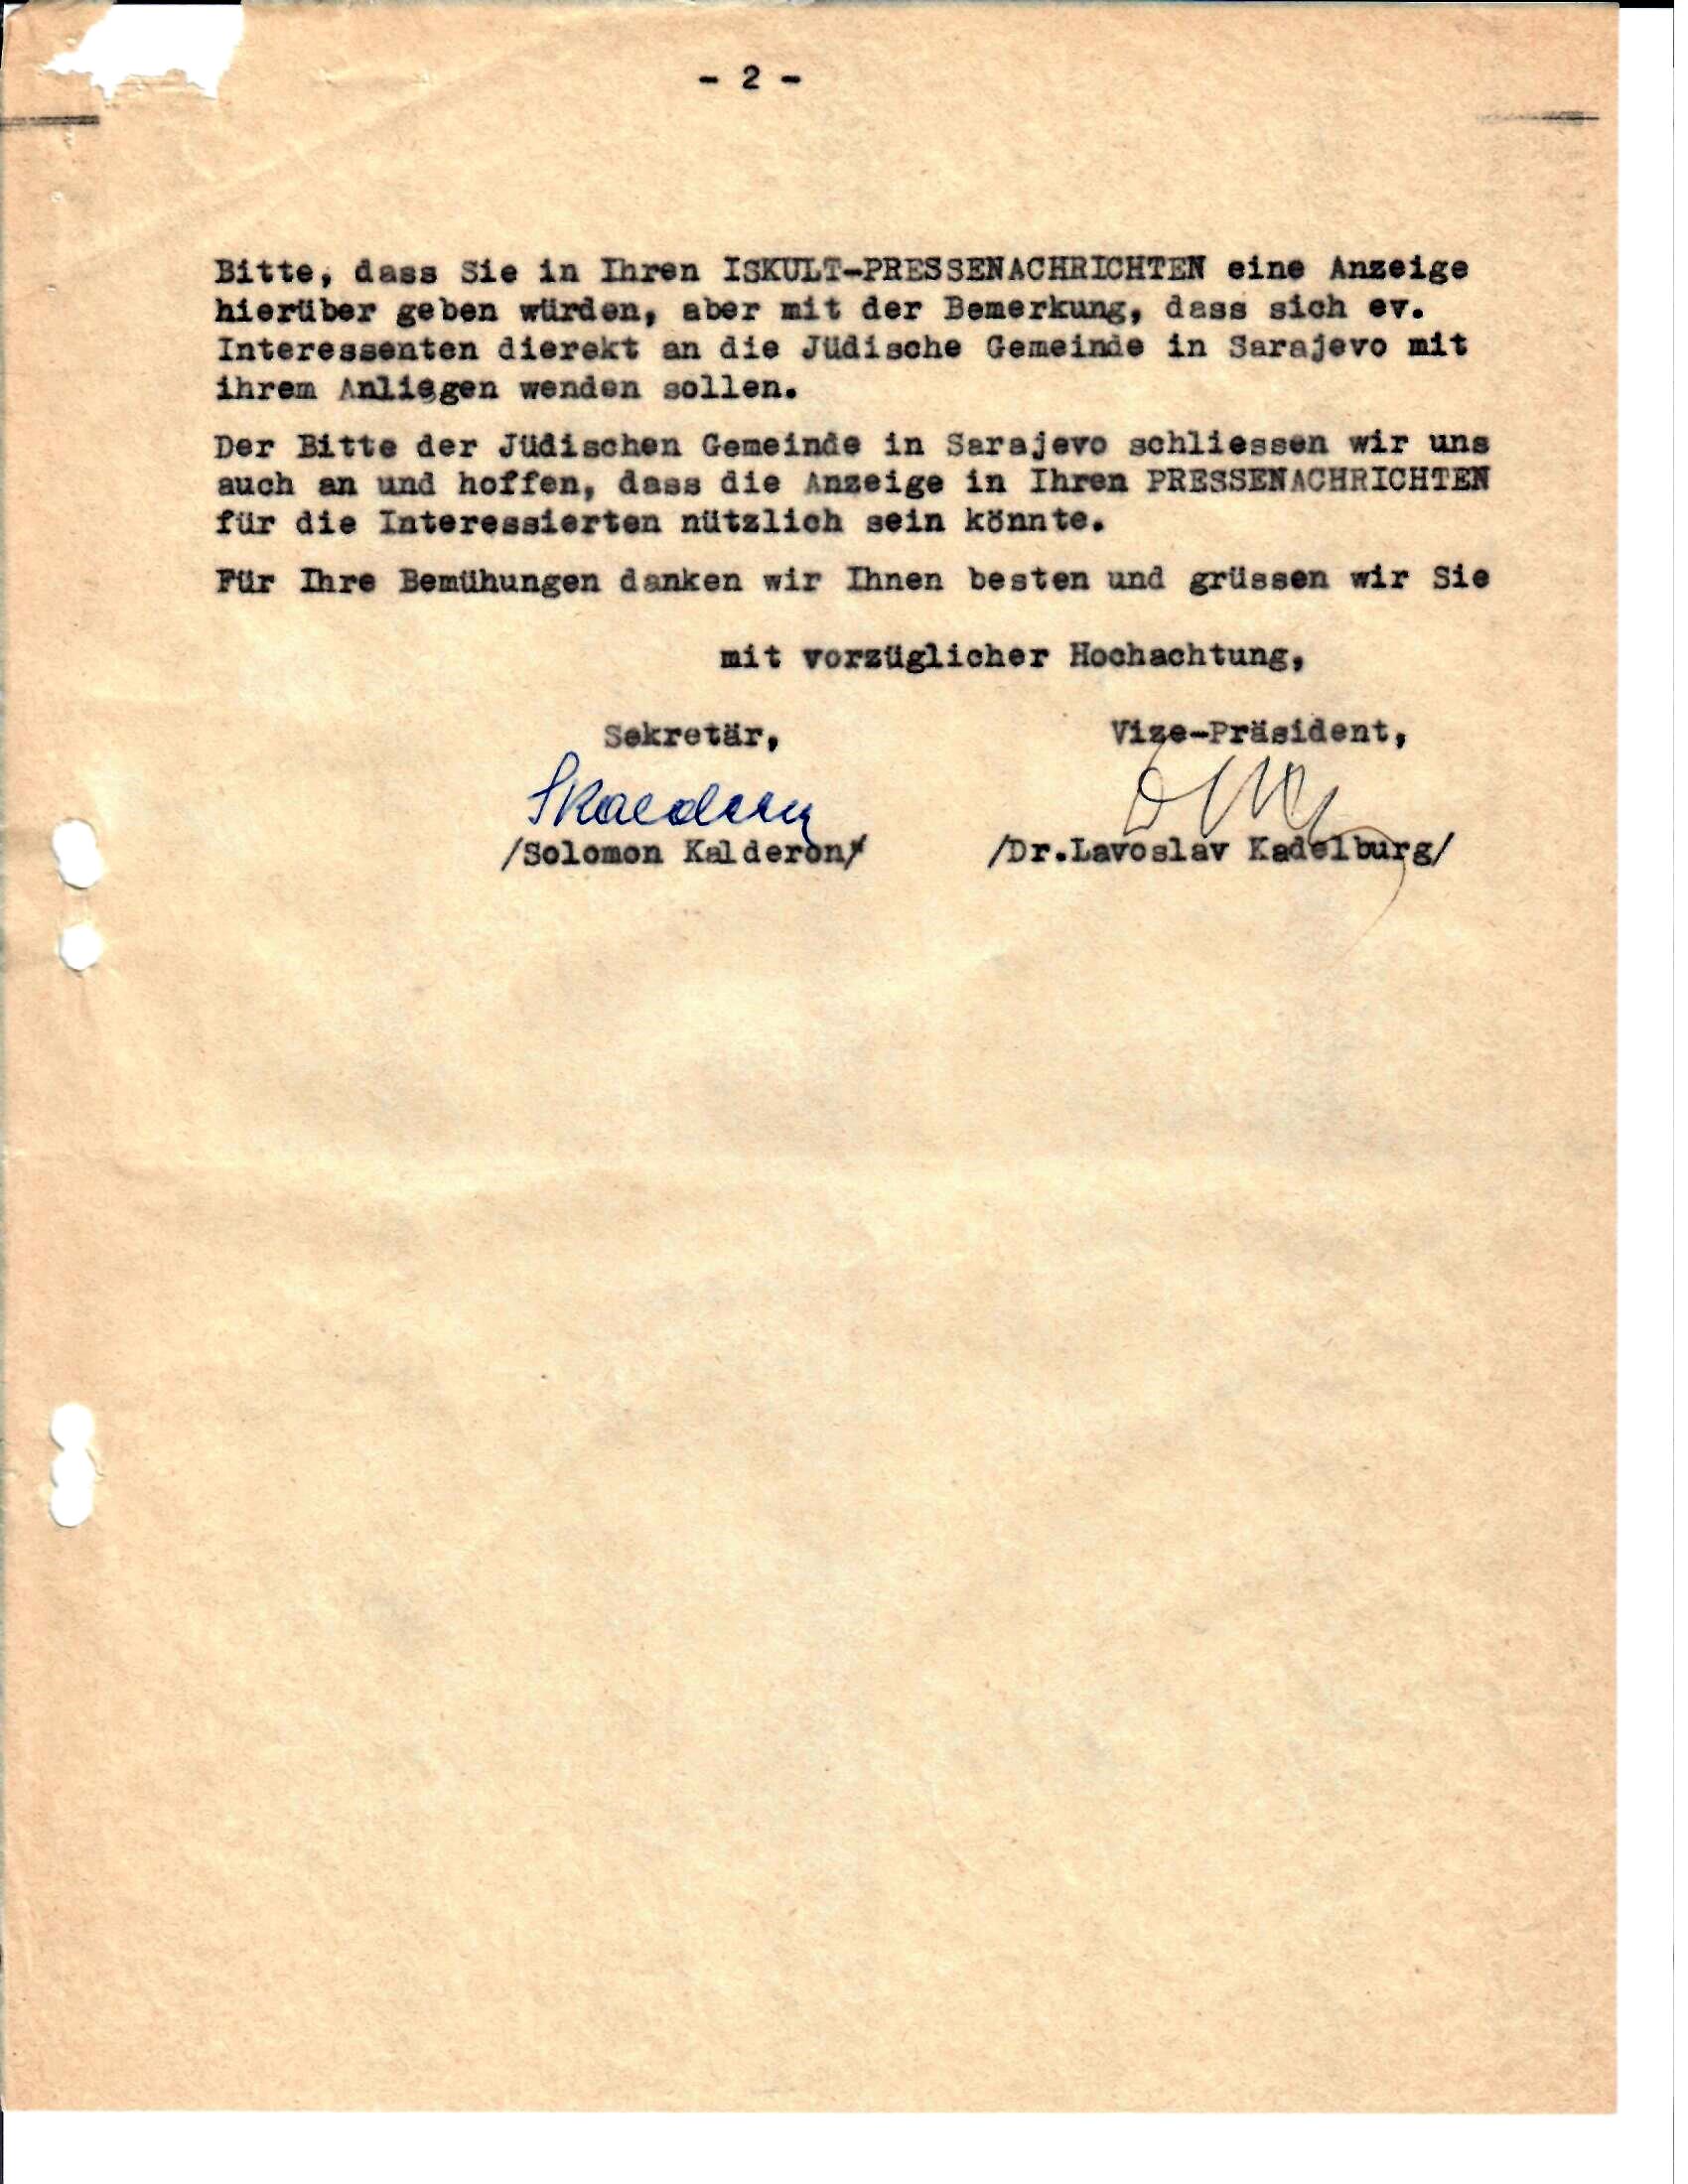 - 2 -
Bitte, dass Sie in Ihren ISKULT-PRESSENACHRICHTEN eine Anzeige
hierüber geben würden, aber mit der Bemerkung, dass sich ev.
Interessenten dierekt an die Jüdische Gemeinde in Sarajevo mit
ihrem Anliegen wenden sollen.
Der Bitte der Jüdischen Gemeinde in Sarajevo schliessen wir uns
auch an und hoffen, dass die Anzeige in Ihren PRESSENACHRICHTEN
für die Interessierten nützlich sein könnte.
Für Ihre Bemühungen danken wir Ihnen besten und grüssen wir Sie
mit vorzüglicher Hochachtung,
Sekretär, Vize-Präsident,
/Solomon Kalderon/ /Dr.Lavoslav Kadelburg/